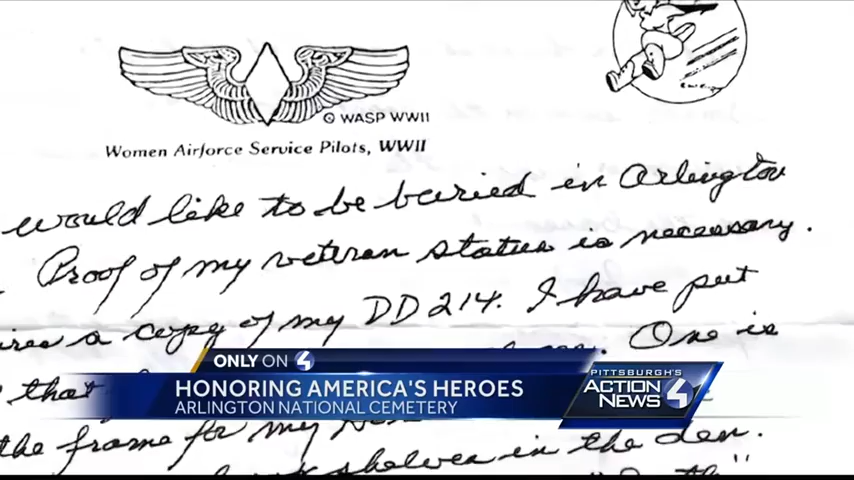 © WASP WWII
Women Airforce Service Pilots, WWII
would like to be buried in Arlington
Proof of my veteran status is necessary.
a copy of my DD 214. I have put
One is
that
the frame for my
shelves in the den.
ONLY ON 4
HONORING AMERICA'S HEROES
ARLINGTON NATIONAL CEMETERY
PITTSBURGH'S
ACTION
NEWS 4